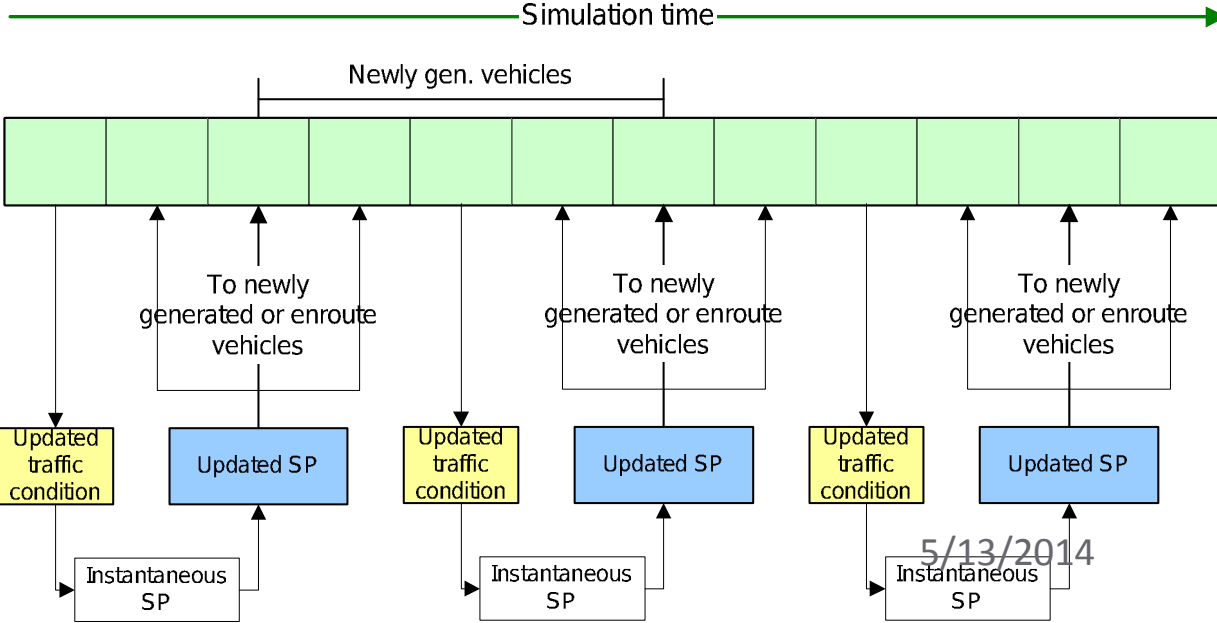 Simulation time
Newly gen. vehicles
To newly
generated or enroute
vehicles
To newly
generated or enroute
vehicles
To newly
generated or enroute
vehicles
Updated
traffic
condition
Updated SP
Updated
traffic
condition
Updated SP
Updated
traffic
condition
Updated SP
5/13/2014
Instantaneous
SP
Instantaneous
SP
Instantaneous
SP